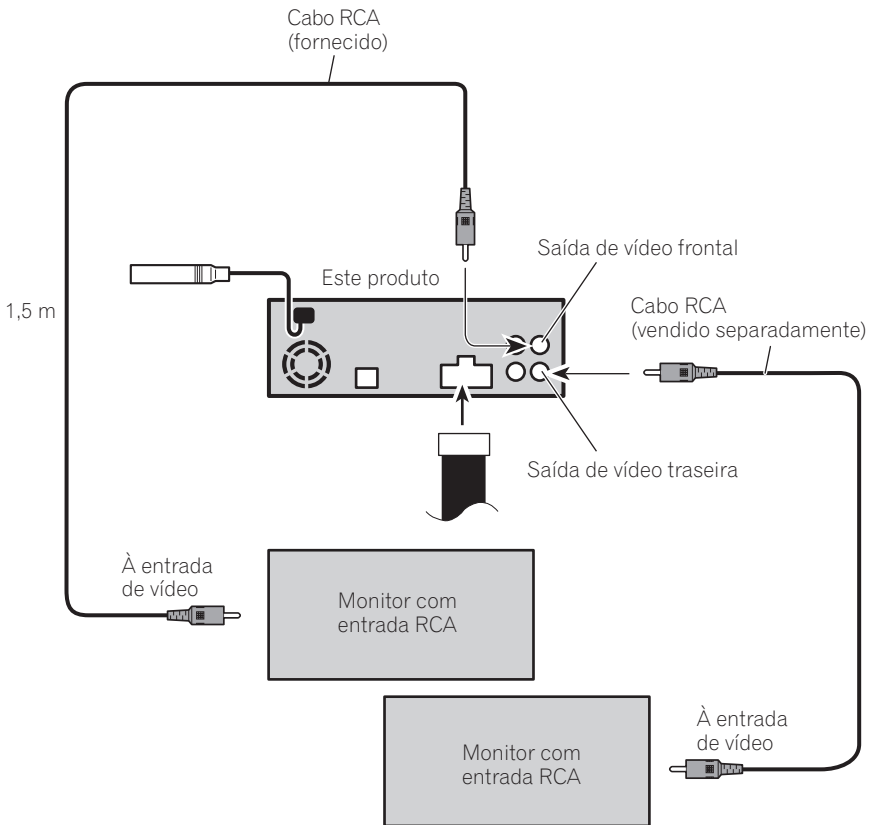 Cabo RCA
(fornecido)
Saída de vídeo frontal
Este produto
Cabo RCA
(vendido separadamente)
1,5 m
Saída de vídeo traseira
À entrada
de vídeo
Monitor com
entrada RCA
À entrada
de vídeo
Monitor com
entrada RCA